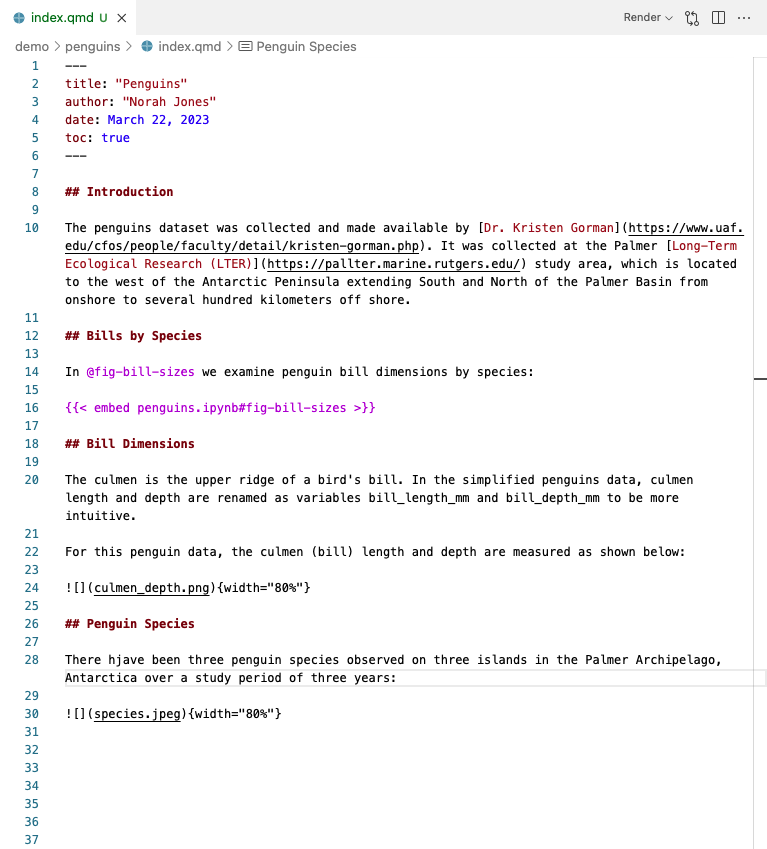 index.qmd U
Render
demo > penguins > index.qmd > Penguin Species
1 ---
2 title: "Penguins"
3 author: "Norah Jones"
4 date: March 22, 2023
5 toc: true
6 ---
7
8 ## Introduction
9
10 The penguins dataset was collected and made available by [Dr. Kristen Gorman](https://www.uaf.
edu/cfos/people/faculty/detail/kristen-gorman.php). It was collected at the Palmer [Long-Term
Ecological Research (LTER)](https://pallter.marine.rutgers.edu/) study area, which is located
to the west of the Antarctic Peninsula extending South and North of the Palmer Basin from
onshore to several hundred kilometers off shore.
11
12 ## Bills by Species
13
14 In @fig-bill-sizes we examine penguin bill dimensions by species:
15
16 {{< embed penguins.ipynb#fig-bill-sizes >}}
17
18 ## Bill Dimensions
19
20 The culmen is the upper ridge of a bird's bill. In the simplified penguins data, culmen
length and depth are renamed as variables bill_length_mm and bill_depth_mm to be more
intuitive.
21
22 For this penguin data, the culmen (bill) length and depth are measured as shown below:
23
24 ![](culmen_depth.png){width="80%"}
25
26 ## Penguin Species
27
28 There hjave been three penguin species observed on three islands in the Palmer Archipelago,
Antarctica over a study period of three years:
29
30 ![](species.jpeg){width="80%"}
31
32
33
34
35
36
37